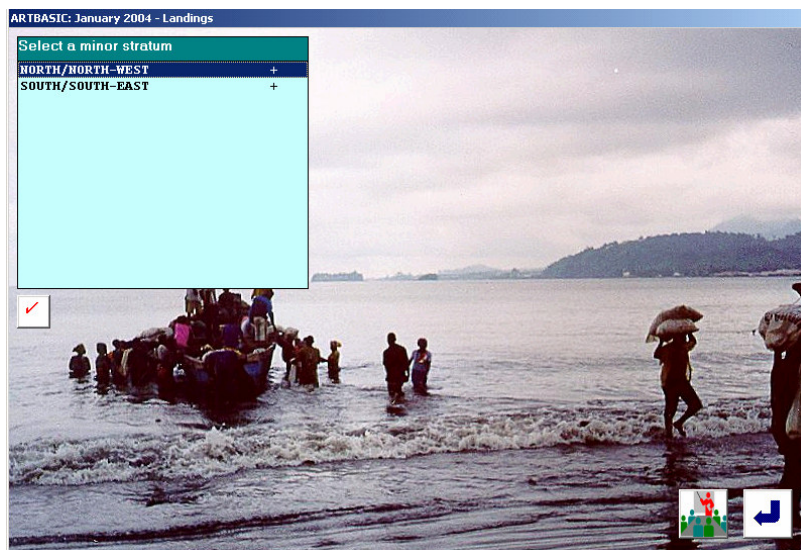 ARTBASIC: January 2004 - Landings
Select a minor stratum
NORTH/NORTH-WEST +
SOUTH/SOUTH-EAST +